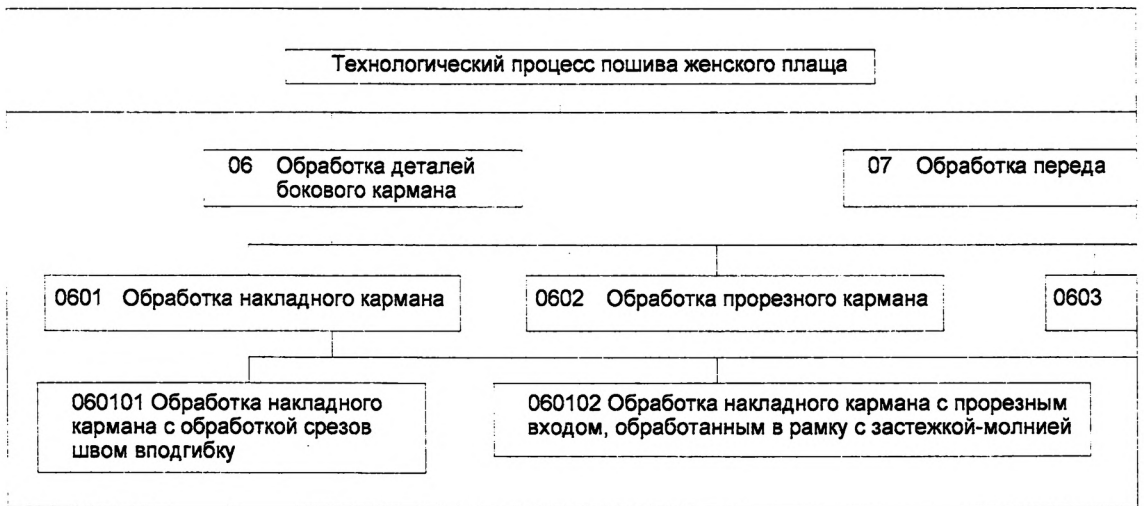 Технологический процесс пошива женского плаща
06 Обработка деталей
бокового кармана
07 Обработка переда
0601 Обработка накладного кармана
0602 Обработка прорезного кармана
0603
060101 Обработка накладного
кармана с обработкой срезов
швом вподгибку
060102 Обработка накладного кармана с прорезным
входом, обработанным в рамку с застежкой-молнией